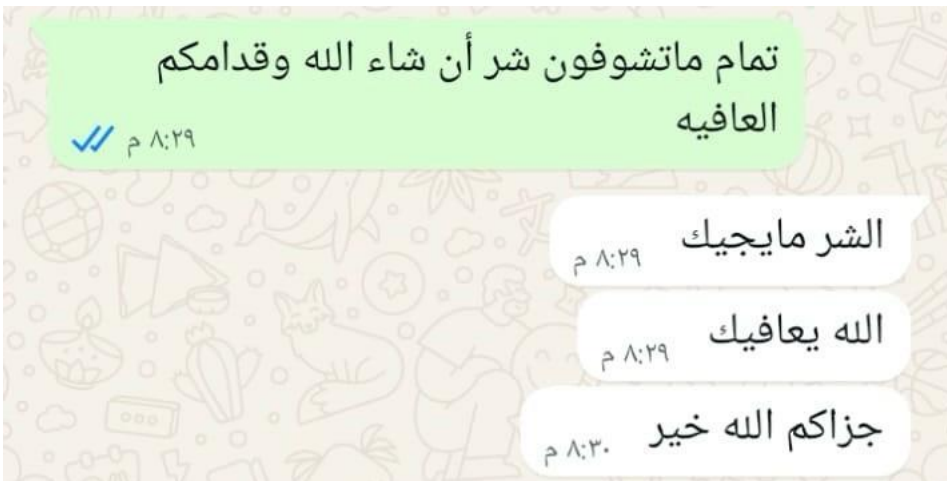 تمام ماتشوفون شر أن شاء الله وقدامكم
العافيه
٨:٢٩ م
الشر مايجيك ٨:٢٩ م
الله يعافيك ٨:٢٩ م
جزاكم الله خير ٨:٣٠ م